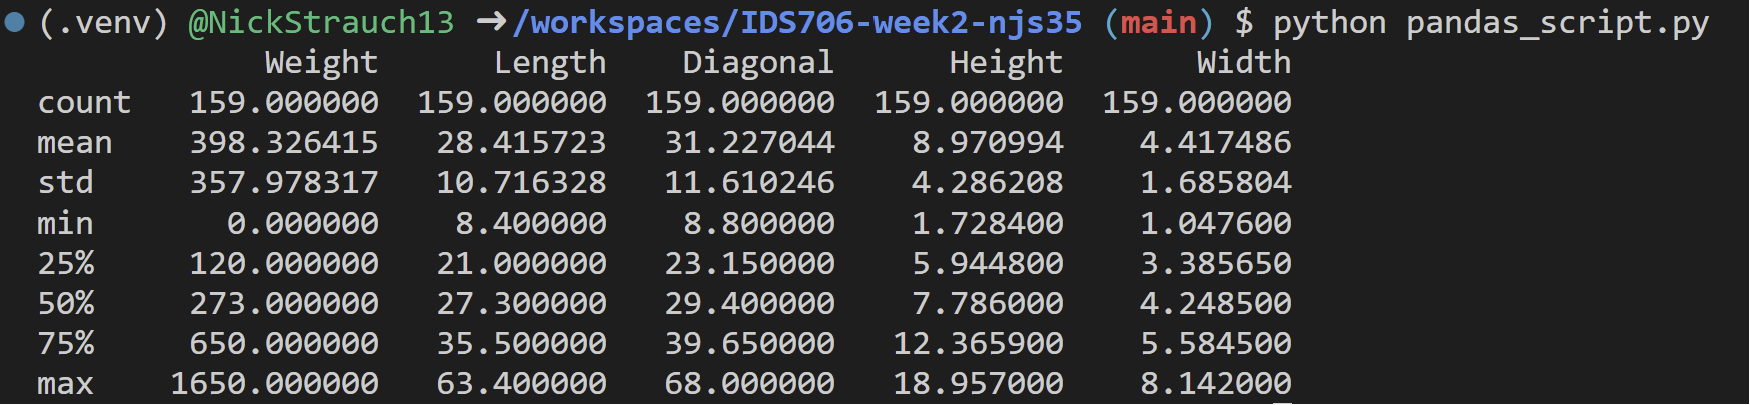 (.venv) @NickStrauch13 ➜/workspaces/IDS706-week2-njs35 (main) $ python pandas_script.py
            Weight      Length    Diagonal      Height       Width
count   159.000000  159.000000  159.000000  159.000000  159.000000
mean    398.326415   28.415723   31.227044    8.970994    4.417486
std     357.978317   10.716328   11.610246    4.286208    1.685804
min       0.000000    8.400000    8.800000    1.728400    1.047600
25%     120.000000   21.000000   23.150000    5.944800    3.385650
50%     273.000000   27.300000   29.400000    7.786000    4.248500
75%     650.000000   35.500000   39.650000   12.365900    5.584500
max    1650.000000   63.400000   68.000000   18.957000    8.142000